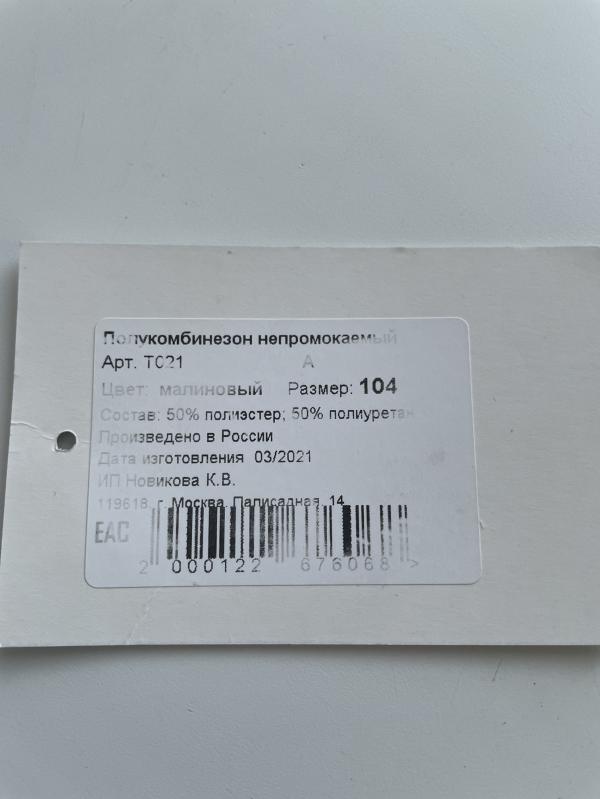 Полукомбинезон непромокаемый
Арт. Т021 А
Цвет: малиновый Размер: 104
Состав: 50% полиэстер; 50% полиуретан
Произведено в России
Дата изготовления 03/2021
ИП Новикова К.В.
119618, г. Москва, Палисадная, 14
EAC
2 000122 676068 >